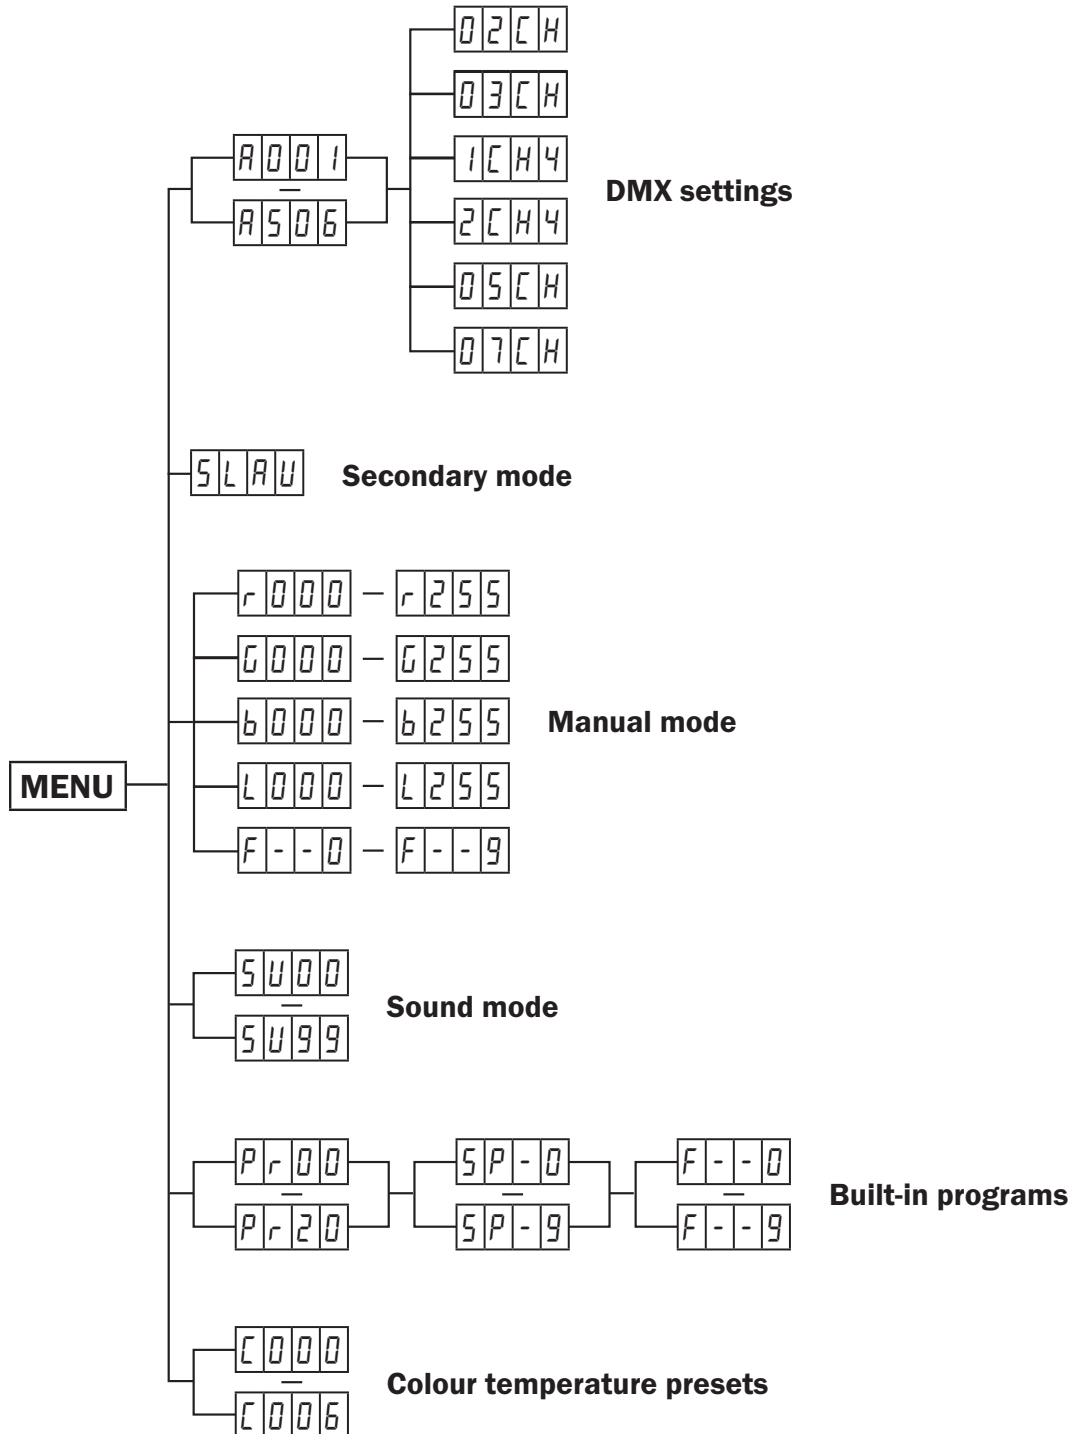 02CH
03CH
1CH4
2CH4
05CH
07CH
A001
—
A506
DMX settings
SLAU
Secondary mode
r000 — r255
G000 — G255
b000 — b255
L000 — L255
F--0 — F--9
Manual mode
MENU
SU00
—
SU99
Sound mode
Pr00
—
Pr20
SP-0
—
SP-9
F--0
—
F--9
Built-in programs
C000
—
C006
Colour temperature presets